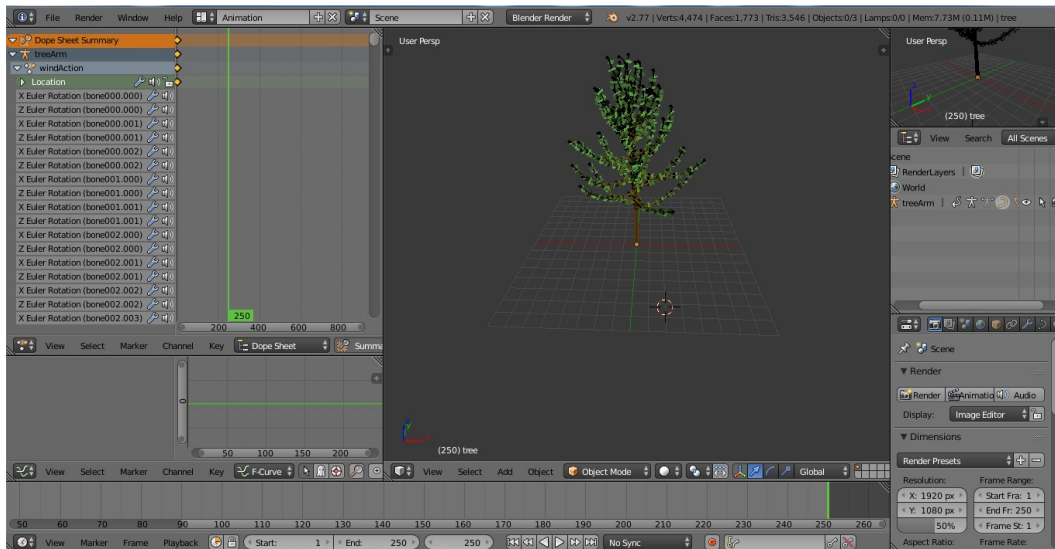 File Render Window Help Animation Scene Blender Render v2.77 | Verts:4,474 | Faces:1,773 | Tris:3,546 | Objects:0/3 | Lamps:0/0 | Mem:7.73M (0.11M) | tree
Dope Sheet Summary
treeArm
windAction
Location
X Euler Rotation (bone000.000)
Z Euler Rotation (bone000.000)
X Euler Rotation (bone000.001)
Z Euler Rotation (bone000.001)
X Euler Rotation (bone000.002)
Z Euler Rotation (bone000.002)
X Euler Rotation (bone001.000)
Z Euler Rotation (bone001.000)
X Euler Rotation (bone001.001)
Z Euler Rotation (bone001.001)
X Euler Rotation (bone002.000)
Z Euler Rotation (bone002.000)
X Euler Rotation (bone002.001)
Z Euler Rotation (bone002.001)
X Euler Rotation (bone002.002)
Z Euler Rotation (bone002.002)
X Euler Rotation (bone002.003)
250
200 400 600 800
View Select Marker Channel Key Dope Sheet Summa
0
50 100 150 200
View Select Marker Channel Key F-Curve
User Persp
(250) tree
View Select Add Object Object Mode Global
User Persp
(250) tree
View Search All Scenes
cene
RenderLayers |
World
treeArm |
Scene
Render
Render Animatio Audio
Display: Image Editor
Dimensions
Render Presets
Resolution: Frame Range:
X: 1920 px Start Fra: 1
Y: 1080 px End Fr: 250
50% Frame St: 1
Aspect Ratio: Frame Rate:
50 60 70 80 90 100 110 120 130 140 150 160 170 180 190 200 210 220 230 240 250 260
View Marker Frame Playback Start: 1 End: 250 250 No Sync